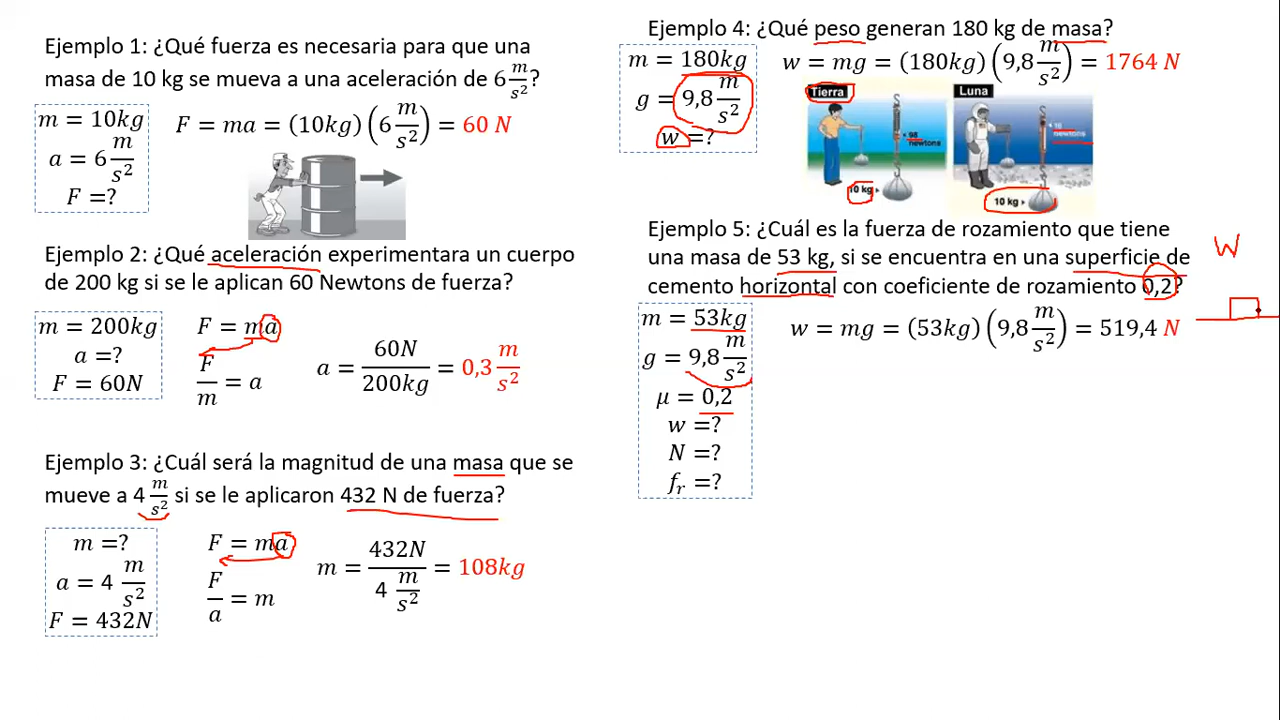 Ejemplo 1: ¿Qué fuerza es necesaria para que una
masa de 10 kg se mueva a una aceleración de 6 m/s²?
m = 10kg
a = 6 m/s²
F =?
F = ma = (10kg) (6 m/s²) = 60 N
Ejemplo 2: ¿Qué aceleración experimentara un cuerpo
de 200 kg si se le aplican 60 Newtons de fuerza?
m = 200kg
a =?
F = 60N
F = ma
F/m = a
a = 60N/200kg = 0,3 m/s²
Ejemplo 3: ¿Cuál será la magnitud de una masa que se
mueve a 4 m/s² si se le aplicaron 432 N de fuerza?
m =?
a = 4 m/s²
F = 432N
F = ma
F/a = m
m = 432N / 4 m/s² = 108kg
Ejemplo 4: ¿Qué peso generan 180 kg de masa?
m = 180kg
g = 9,8 m/s²
w =?
w = mg = (180kg) (9,8 m/s²) = 1764 N
Tierra
98
newtons
10 kg
Luna
16
newtons
10 kg
Ejemplo 5: ¿Cuál es la fuerza de rozamiento que tiene
una masa de 53 kg, si se encuentra en una superficie de
cemento horizontal con coeficiente de rozamiento 0,2?
m = 53kg
g = 9,8 m/s²
μ = 0,2
w =?
N =?
fᵣ =?
w = mg = (53kg) (9,8 m/s²) = 519,4 N
W